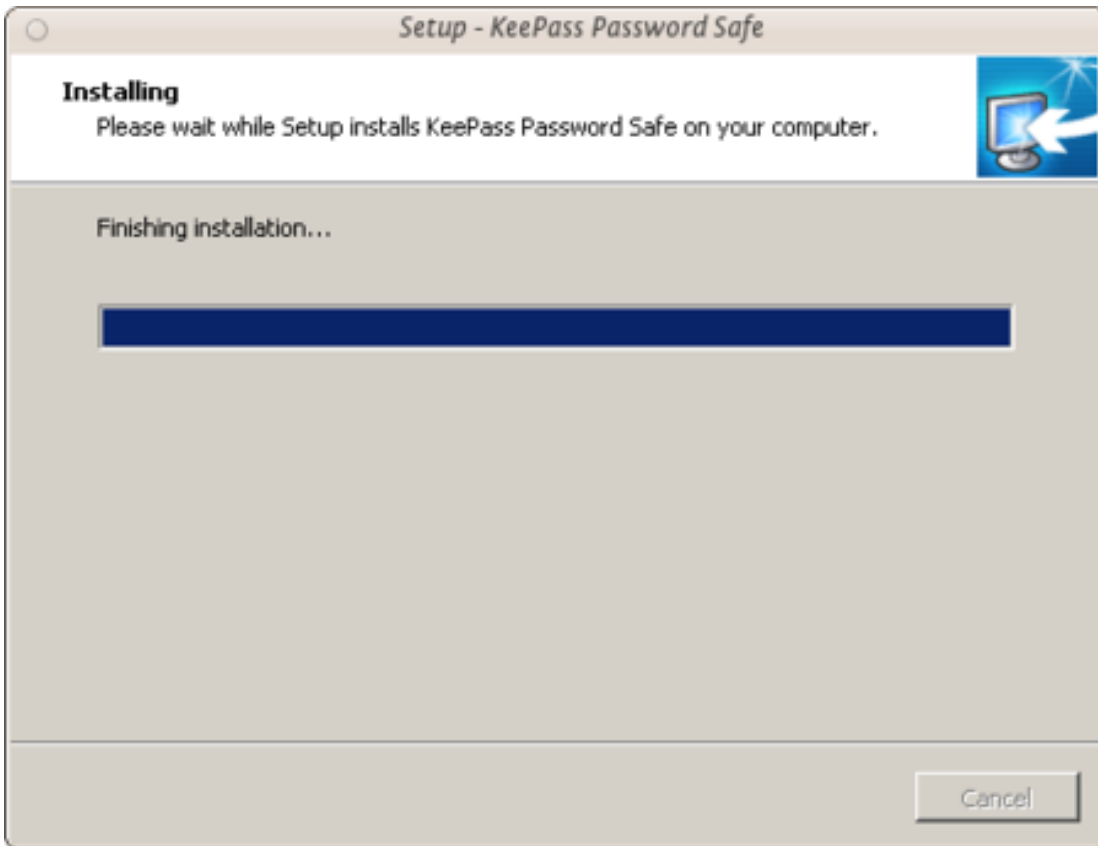 Setup - KeePass Password Safe
Installing
Please wait while Setup installs KeePass Password Safe on your computer.
Finishing installation...
Cancel